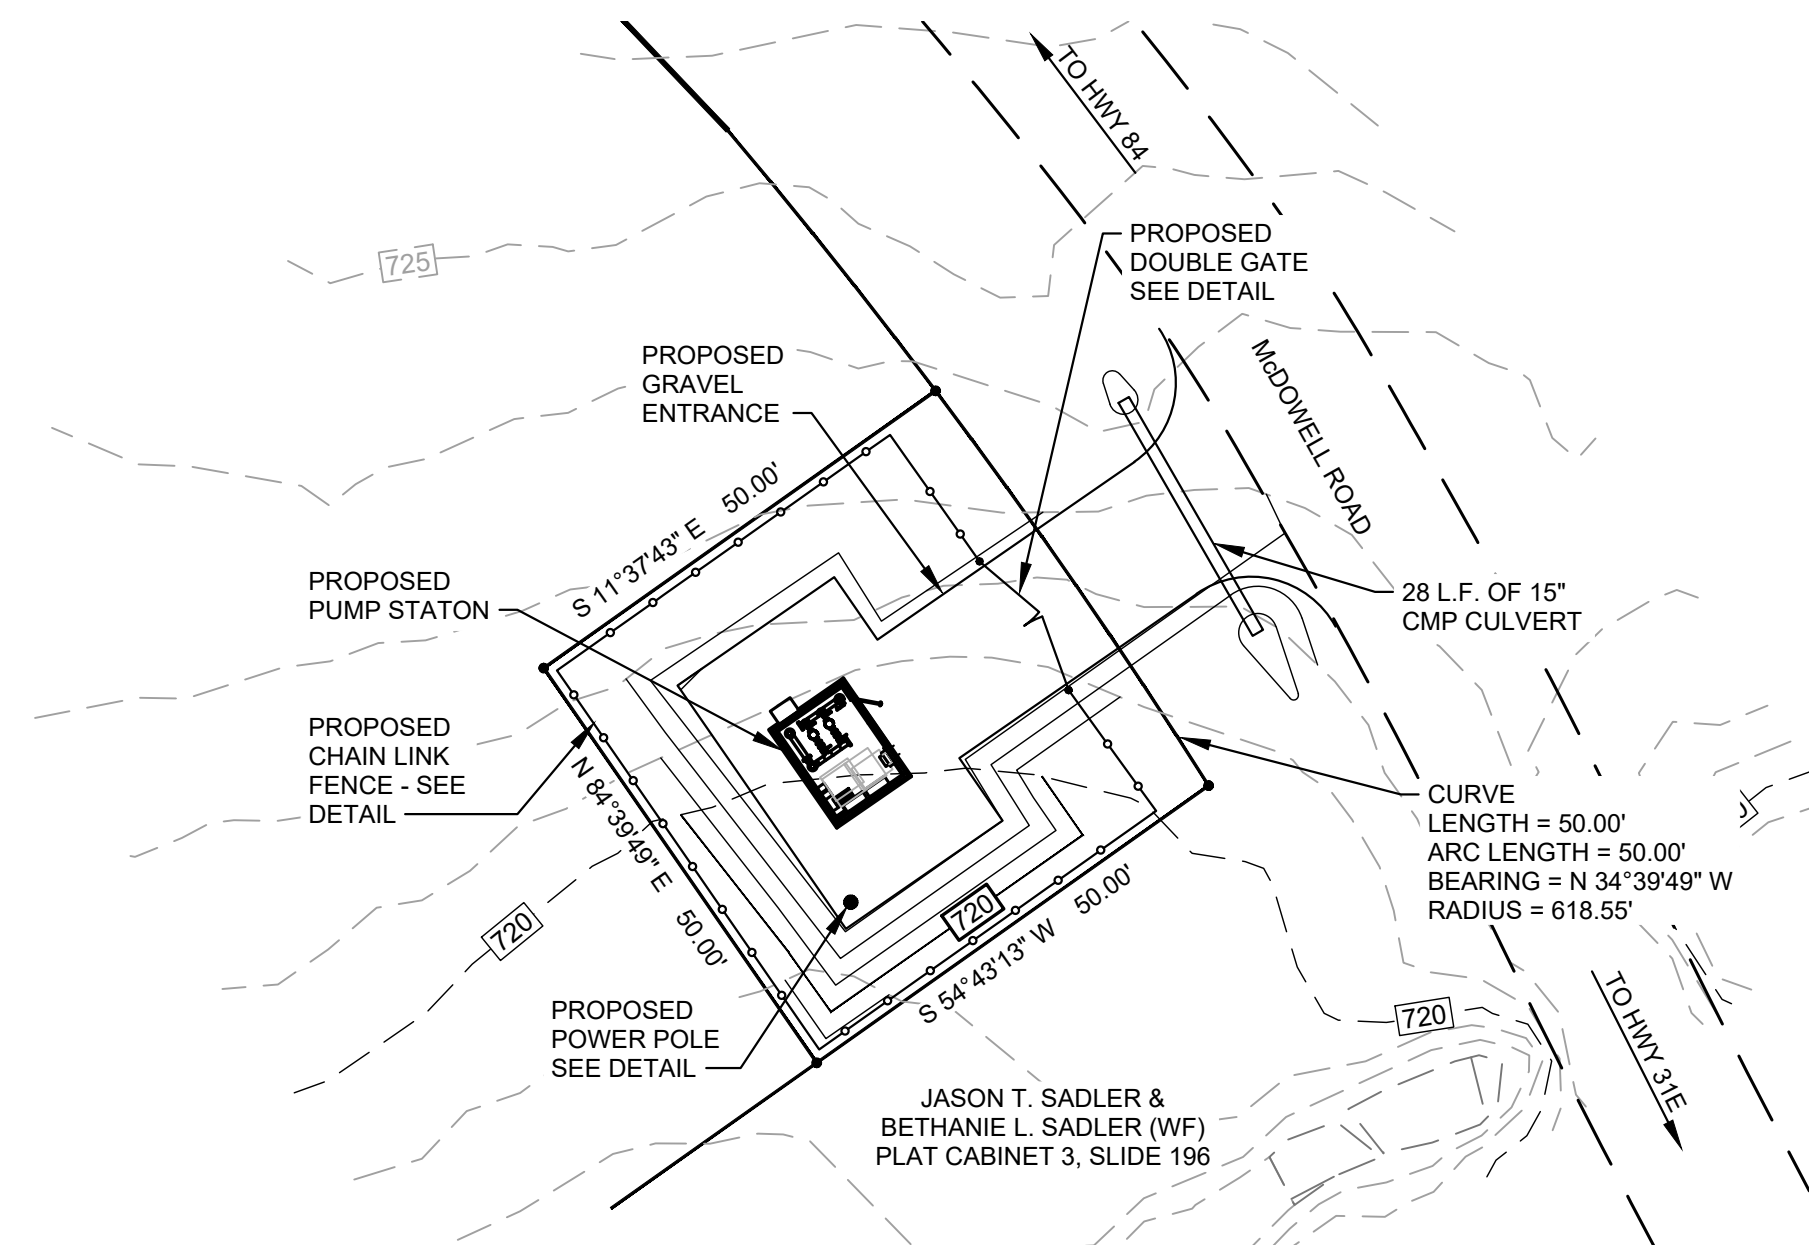 TO HWY 84
PROPOSED
DOUBLE GATE
SEE DETAIL
725
PROPOSED
GRAVEL
ENTRANCE
McDOWELL ROAD
S 11°37'43" E 50.00'
PROPOSED
PUMP STATON
28 L.F. OF 15"
CMP CULVERT
PROPOSED
CHAIN LINK
FENCE - SEE
DETAIL
N 84°39'49" E 50.00'
CURVE
LENGTH = 50.00'
ARC LENGTH = 50.00'
BEARING = N 34°39'49" W
RADIUS = 618.55'
720
720
S 54°43'13" W 50.00'
PROPOSED
POWER POLE
SEE DETAIL
720
TO HWY 31E
JASON T. SADLER &
BETHANIE L. SADLER (WF)
PLAT CABINET 3, SLIDE 196